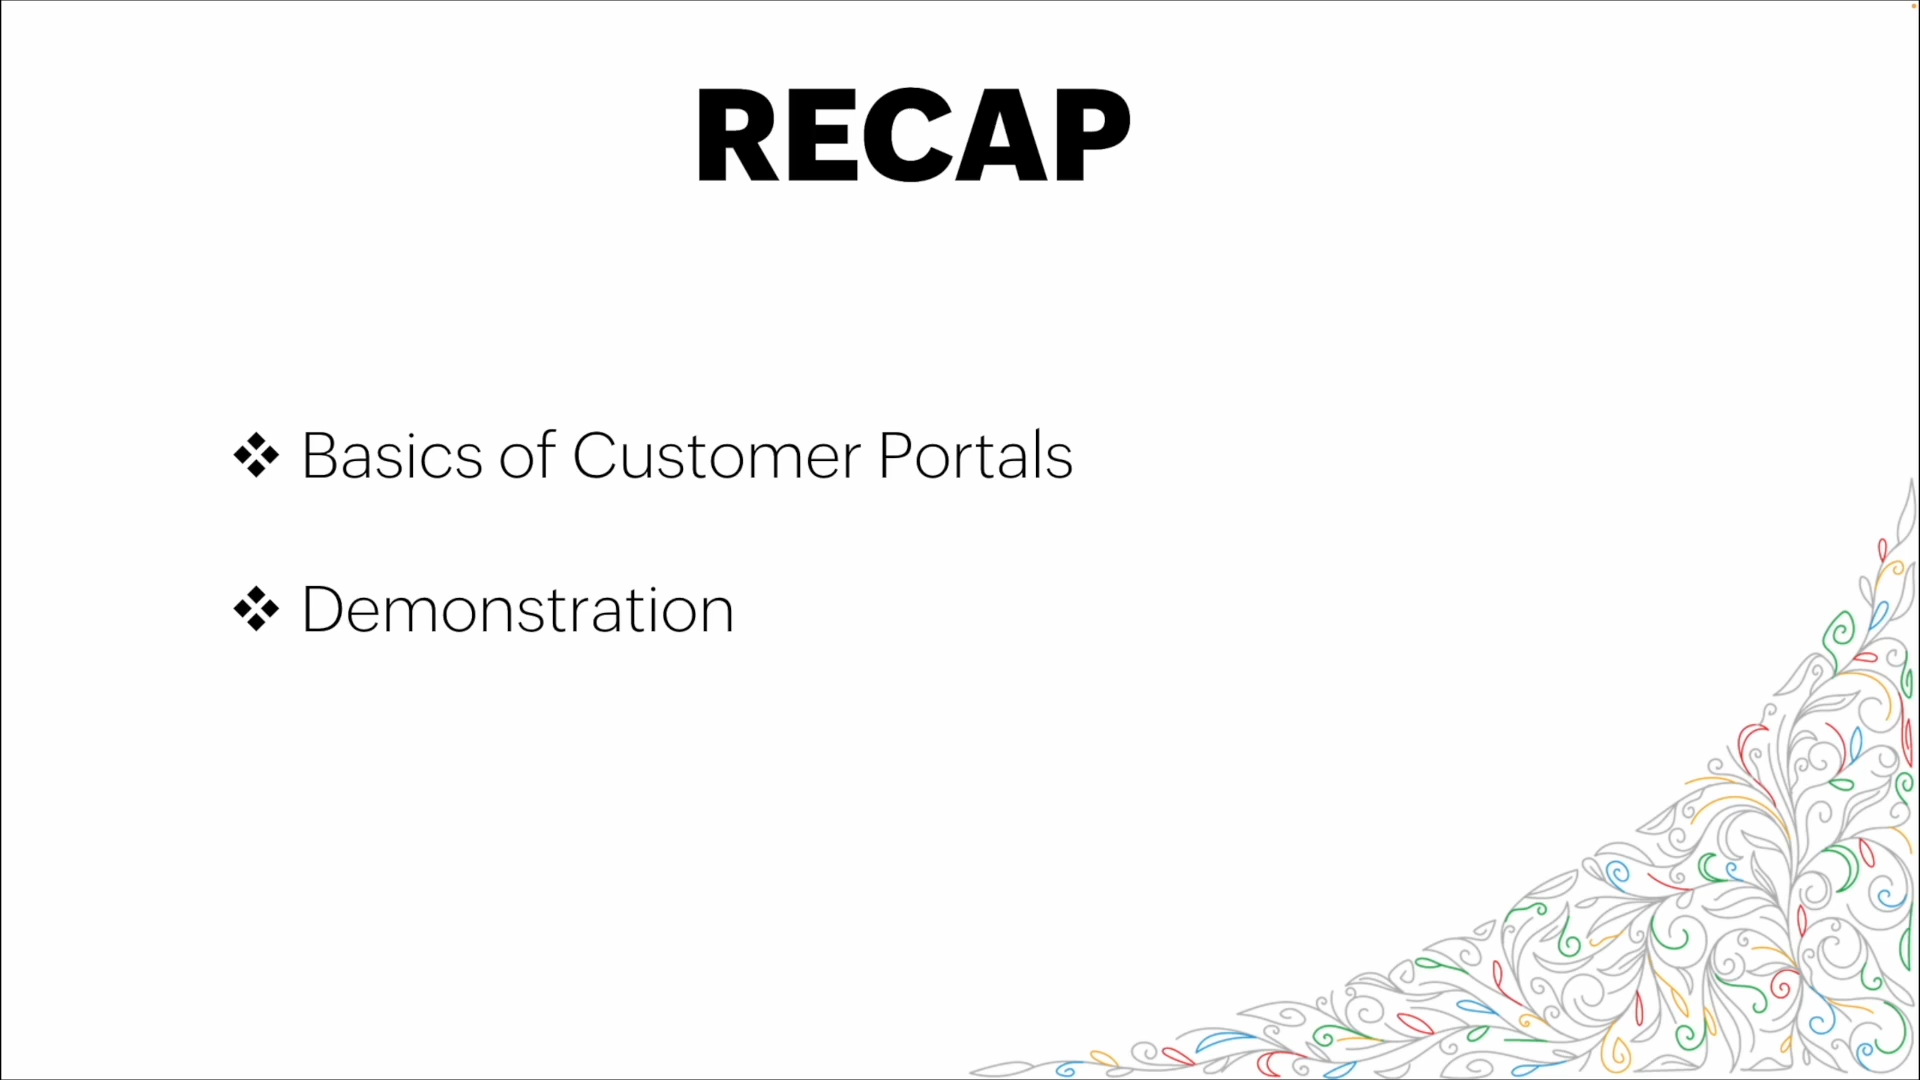 RECAP
❖ Basics of Customer Portals
❖ Demonstration